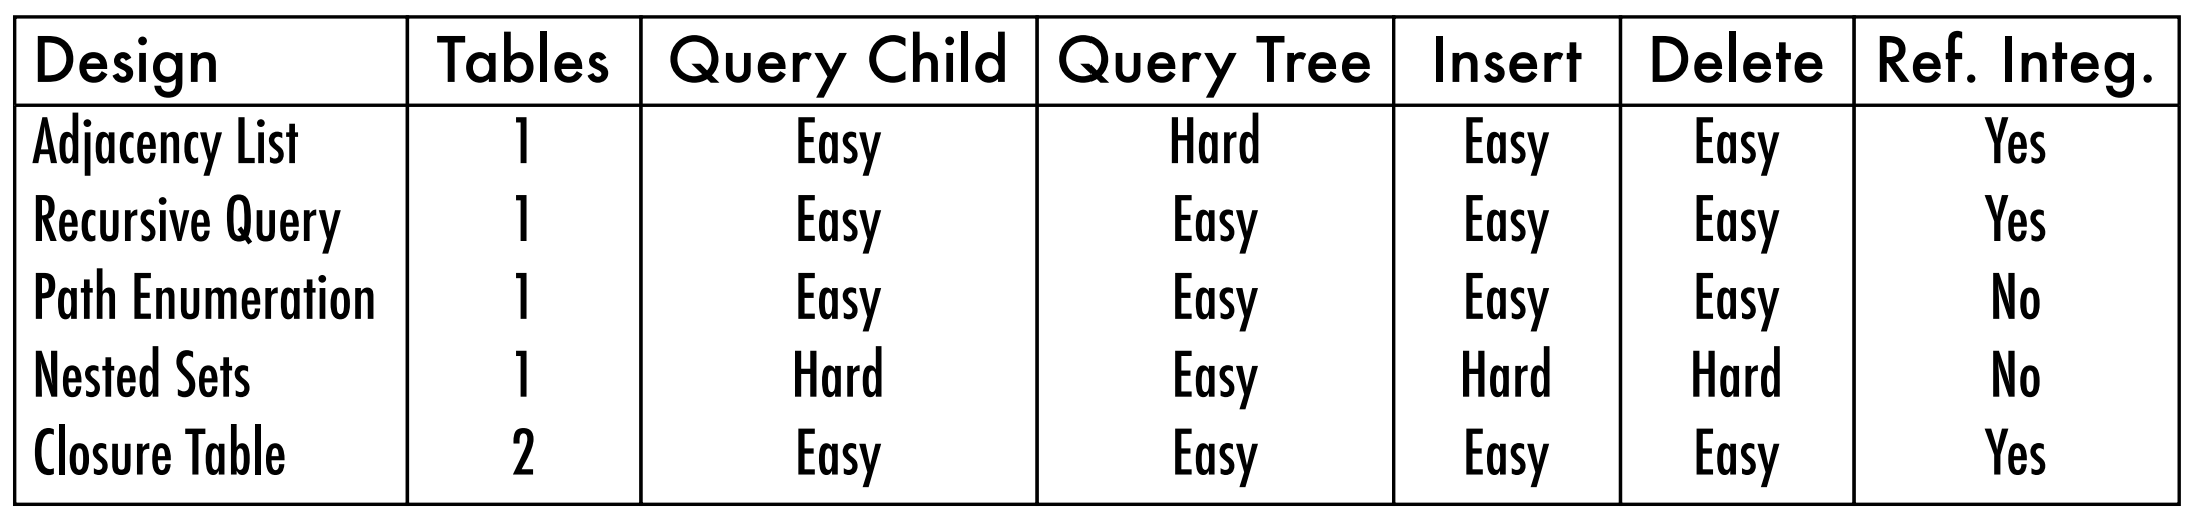 Design Tables Query Child Query Tree Insert Delete Ref. Integ.
Adjacency List 1 Easy Hard Easy Easy Yes
Recursive Query 1 Easy Easy Easy Easy Yes
Path Enumeration 1 Easy Easy Easy Easy No
Nested Sets 1 Hard Easy Hard Hard No
Closure Table 2 Easy Easy Easy Easy Yes